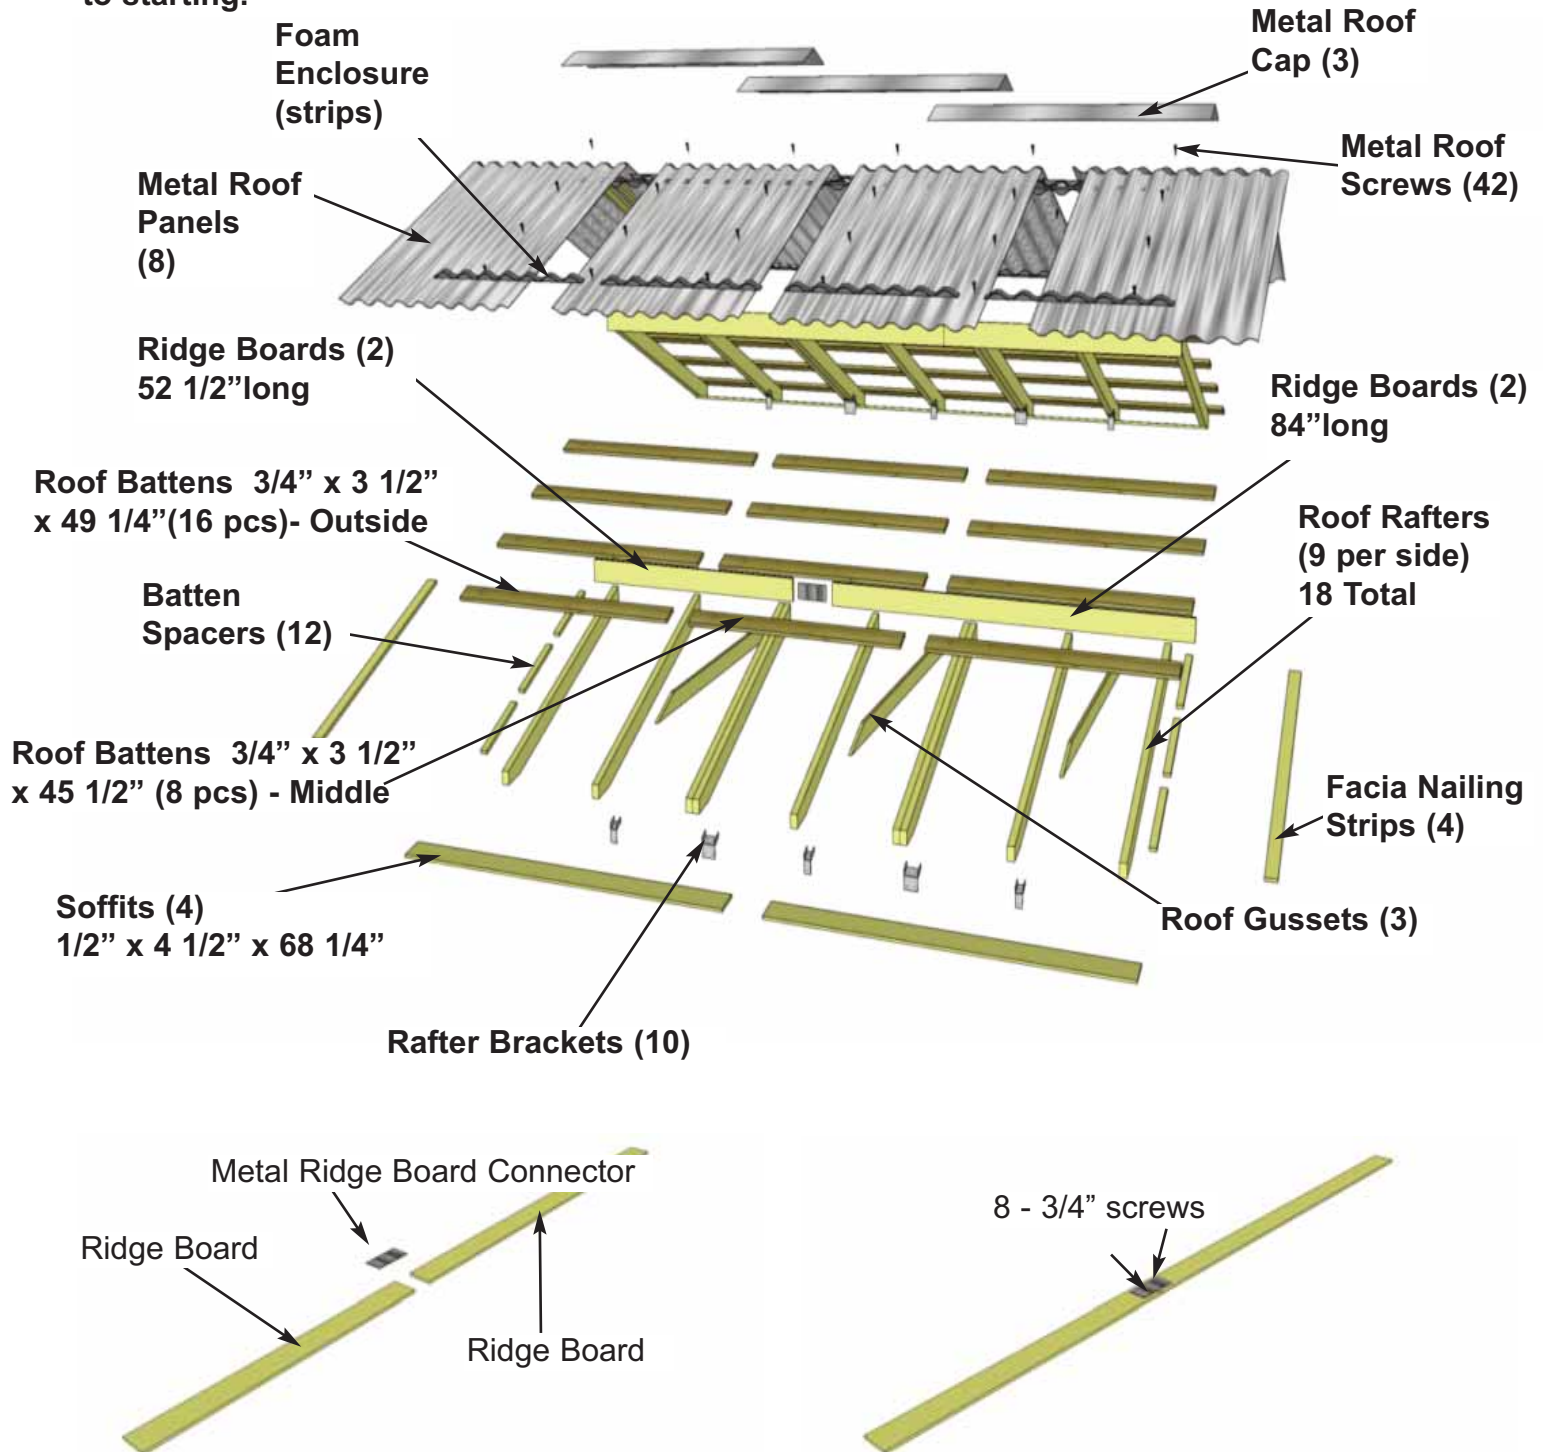 to starting.
Foam
Enclosure
(strips)
Metal Roof
Cap (3)
Metal Roof
Screws (42)
Metal Roof
Panels
(8)
Ridge Boards (2)
52 1/2”long
Ridge Boards (2)
84”long
Roof Battens 3/4” x 3 1/2”
x 49 1/4”(16 pcs)- Outside
Roof Rafters
(9 per side)
18 Total
Batten
Spacers (12)
Roof Battens 3/4” x 3 1/2”
x 45 1/2” (8 pcs) - Middle
Facia Nailing
Strips (4)
Soffits (4)
1/2” x 4 1/2” x 68 1/4”
Roof Gussets (3)
Rafter Brackets (10)
Metal Ridge Board Connector
Ridge Board
Ridge Board
8 - 3/4” screws